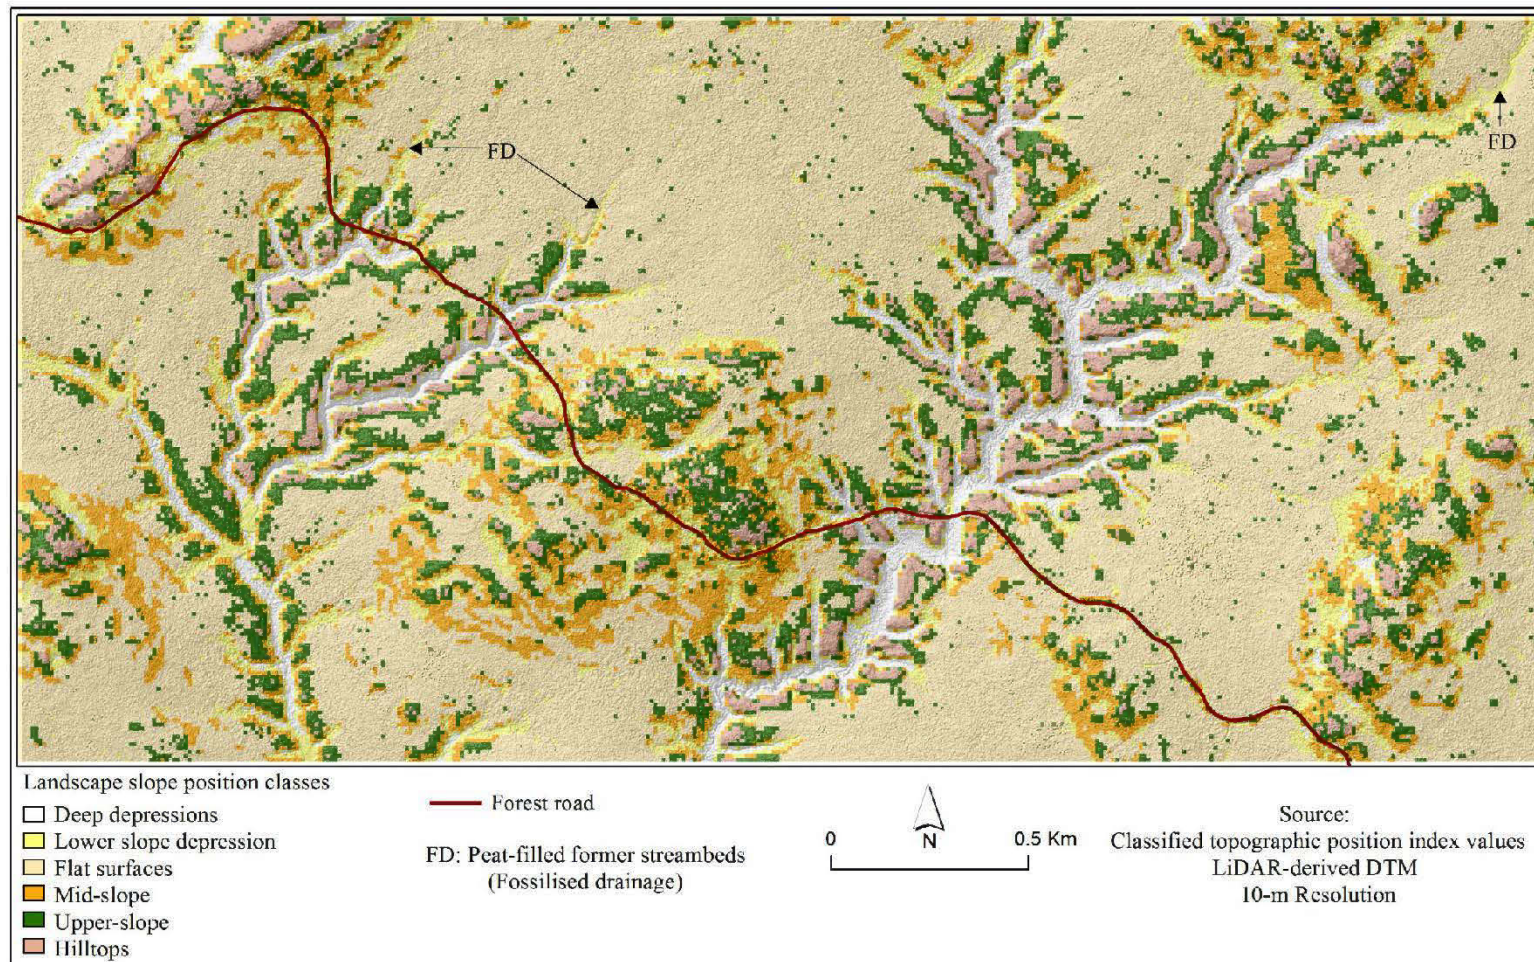 FD
FD
Landscape slope position classes
Deep depressions
Lower slope depression
Flat surfaces
Mid-slope
Upper-slope
Hilltops
Forest road
FD: Peat-filled former streambeds
(Fossilised drainage)
0 0.5 Km
N
Source:
Classified topographic position index values
LiDAR-derived DTM
10-m Resolution